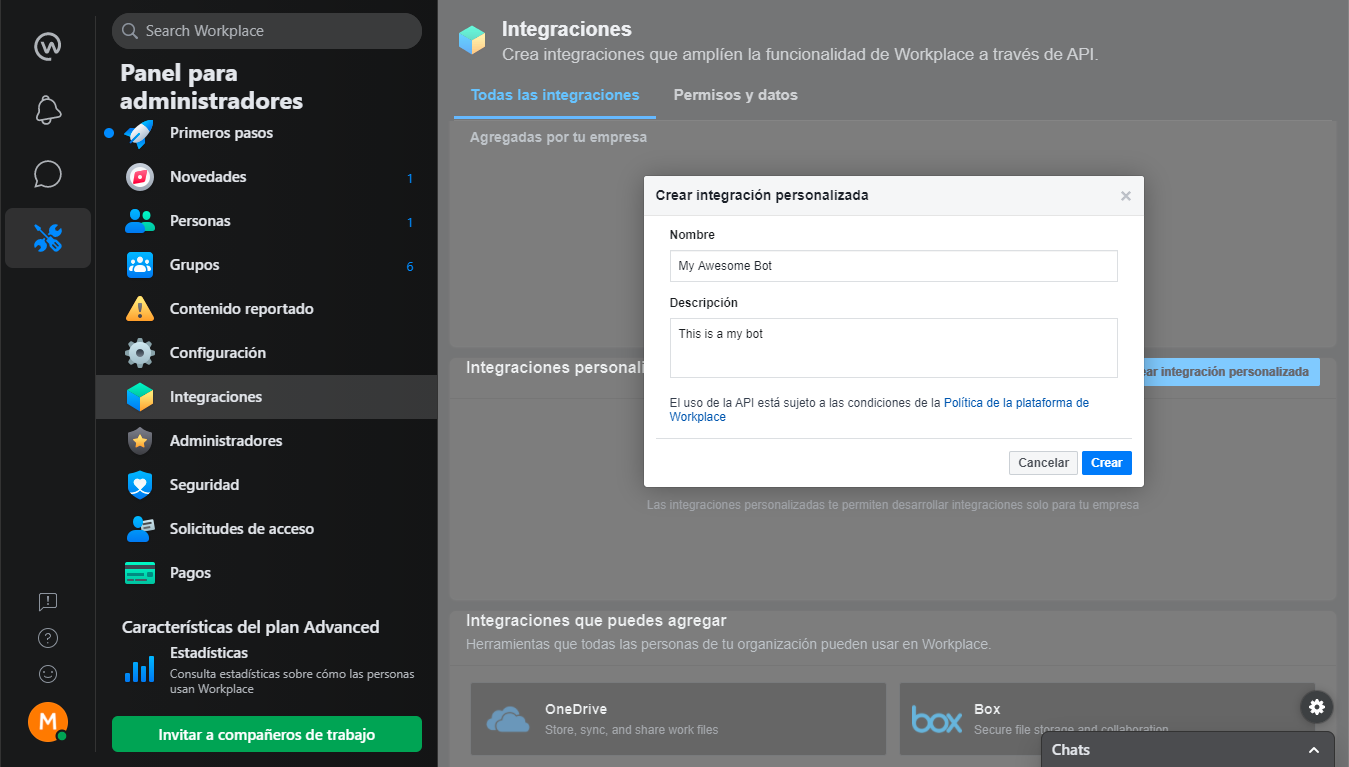 Search Workplace
Panel para
administradores
Primeros pasos
Novedades 1
Personas 1
Grupos 6
Contenido reportado
Configuración
Integraciones
Administradores
Seguridad
Solicitudes de acceso
Pagos
Características del plan Advanced
Estadísticas
Consulta estadísticas sobre cómo las personas
usan Workplace
M
Invitar a compañeros de trabajo
Integraciones
Crea integraciones que amplíen la funcionalidad de Workplace a través de API.
Todas las integraciones Permisos y datos
Agregadas por tu empresa
Crear integración personalizada
Nombre
My Awesome Bot
Descripción
This is a my bot
El uso de la API está sujeto a las condiciones de la Política de la plataforma de
Workplace
Cancelar Crear
Integraciones integración personalizada
Las integraciones personalizadas te permiten desarrollar integraciones solo para tu empresa
Integraciones que puedes agregar
Herramientas que todas las personas de tu organización pueden usar en Workplace.
OneDrive
Store, sync, and share work files
box
Box
Secure file storage and collaboration
Chats